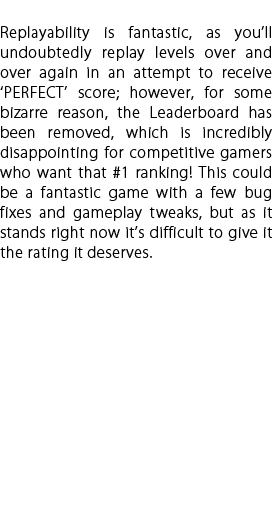 Replayability is fantastic, as you’ll
undoubtedly replay levels over and
over again in an attempt to receive
‘PERFECT’ score; however, for some
bizarre reason, the Leaderboard has
been removed, which is incredibly
disappointing for competitive gamers
who want that #1 ranking! This could
be a fantastic game with a few bug
fixes and gameplay tweaks, but as it
stands right now it’s difficult to give it
the rating it deserves.